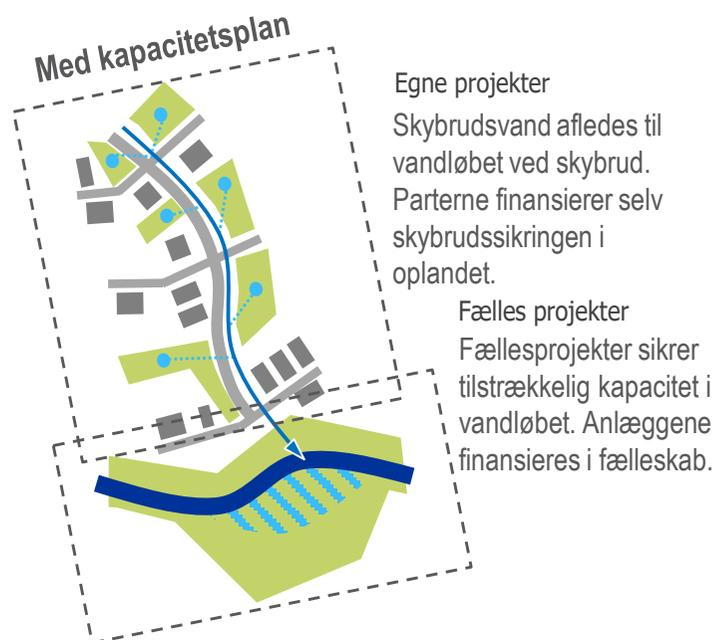 Med kapacitetsplan
Egne projekter
Skybrudsvand afledes til
vandløbet ved skybrud.
Parterne finansierer selv
skybrudssikringen i
oplandet.
Fælles projekter
Fællesprojekter sikrer
tilstrækkelig kapacitet i
vandløbet. Anlæggene
finansieres i fælleskab.